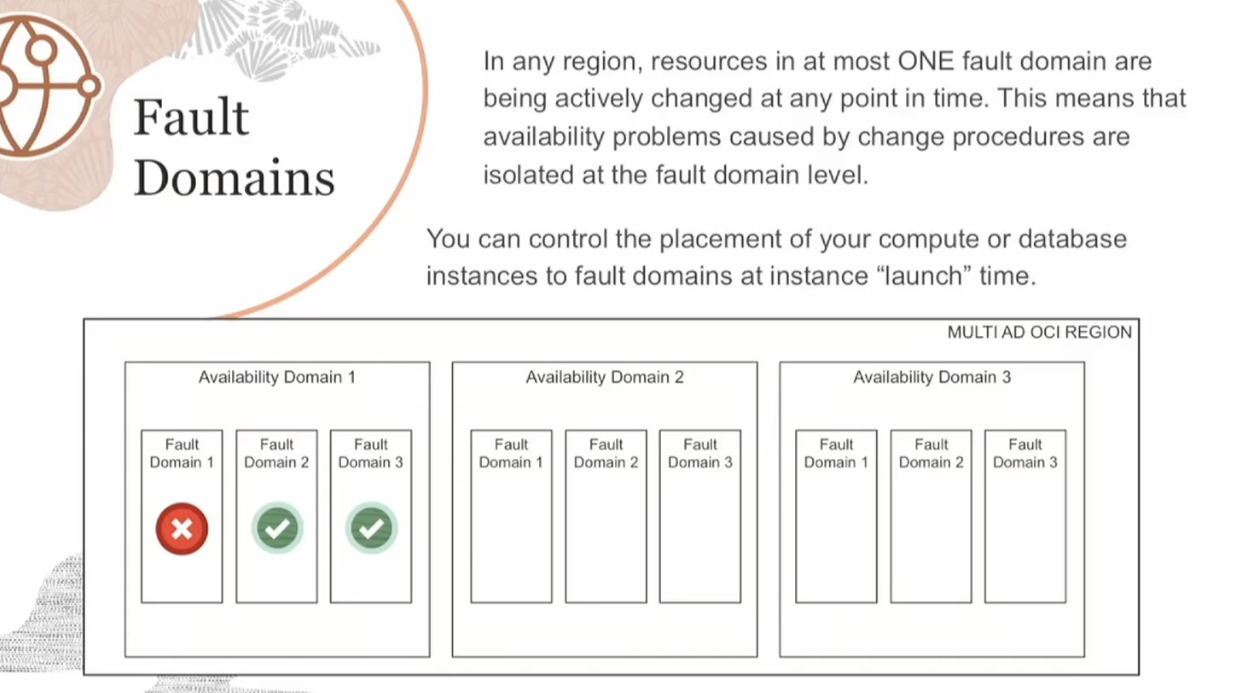 Fault
Domains
In any region, resources in at most ONE fault domain are
being actively changed at any point in time. This means that
availability problems caused by change procedures are
isolated at the fault domain level.
You can control the placement of your compute or database
instances to fault domains at instance “launch” time.
MULTI AD OCI REGION
Availability Domain 1
Fault
Domain 1
Fault
Domain 2
Fault
Domain 3
Availability Domain 2
Fault
Domain 1
Fault
Domain 2
Fault
Domain 3
Availability Domain 3
Fault
Domain 1
Fault
Domain 2
Fault
Domain 3